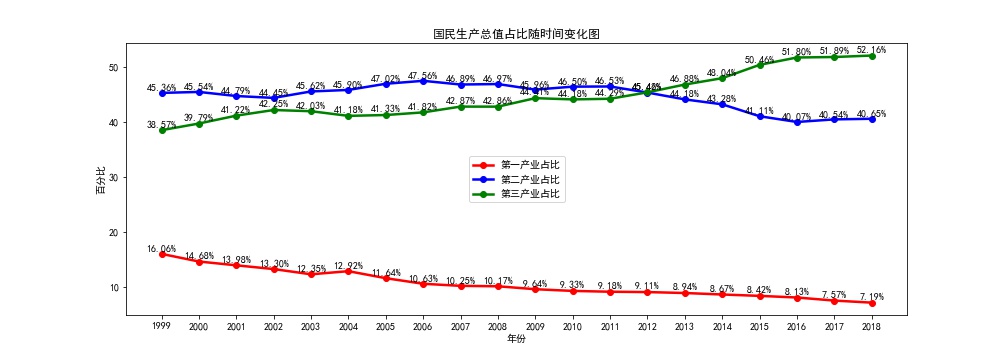 国民生产总值占比随时间变化图
百分比
50
40
30
20
10
45.36% 45.54% 44.79% 44.45% 45.62% 45.90% 47.02% 47.56% 46.89% 46.97% 45.96% 46.50% 46.53% 44.18% 43.28% 41.11% 40.07% 40.54% 40.65%
38.57% 39.79% 41.22% 42.25% 42.03% 41.18% 41.33% 41.82% 42.87% 42.86% 44.18% 44.29% 46.88% 48.04% 50.46% 51.80% 51.89% 52.16%
第一产业占比
第二产业占比
第三产业占比
16.06% 14.68% 13.98% 13.30% 12.35% 12.92% 11.64% 10.63% 10.25% 10.17% 9.64% 9.33% 9.18% 9.11% 8.94% 8.67% 8.42% 8.13% 7.57% 7.19%
1999 2000 2001 2002 2003 2004 2005 2006 2007 2008 2009 2010 2011 2012 2013 2014 2015 2016 2017 2018
年份